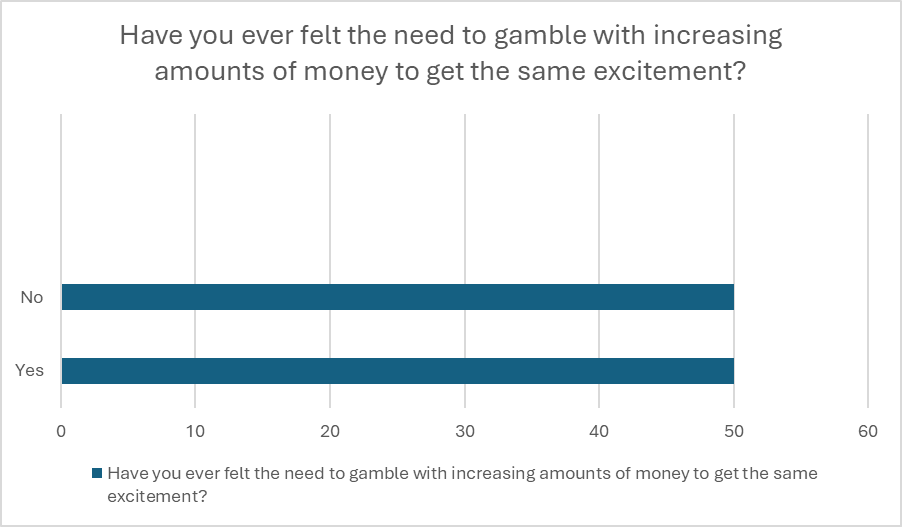 Have you ever felt the need to gamble with increasing
amounts of money to get the same excitement?
No
Yes
0 10 20 30 40 50 60
Have you ever felt the need to gamble with increasing amounts of money to get the same
excitement?